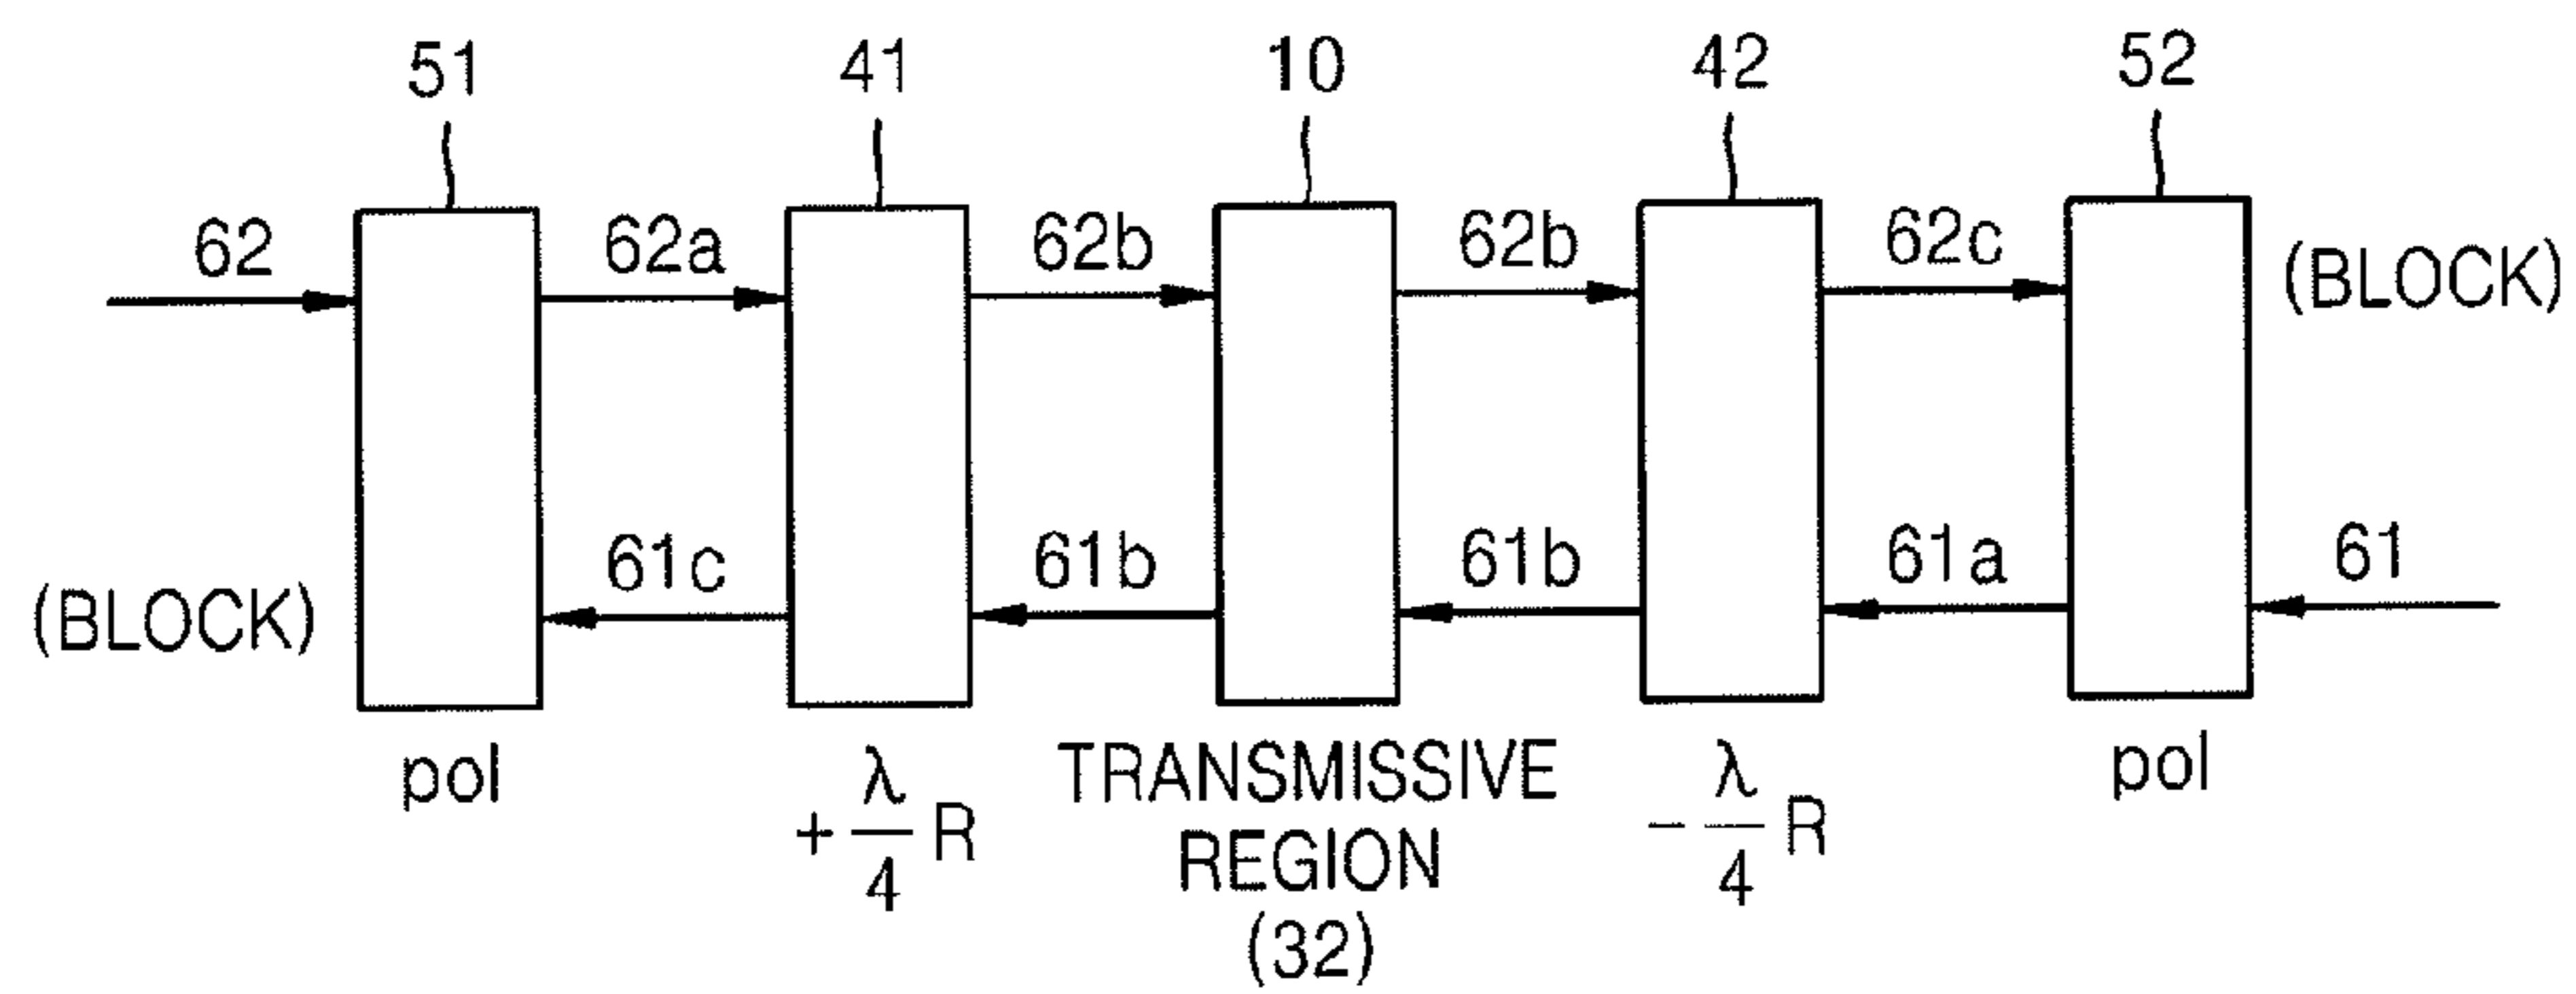 51 41 10 42 52
62 62a 62b 62b 62c (BLOCK)
(BLOCK) 61c 61b 61b 61a 61
pol + λ/4 R TRANSMISSIVE - λ/4 R pol
REGION
(32)